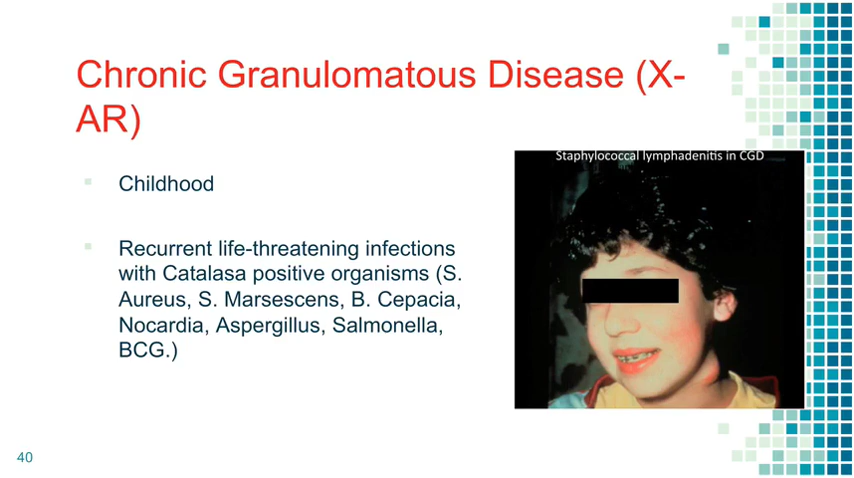 Chronic Granulomatous Disease (X-
AR)
Staphylococcal lymphadenitis in CGD
Childhood
Recurrent life-threatening infections
with Catalasa positive organisms (S.
Aureus, S. Marsescens, B. Cepacia,
Nocardia, Aspergillus, Salmonella,
BCG.)
40